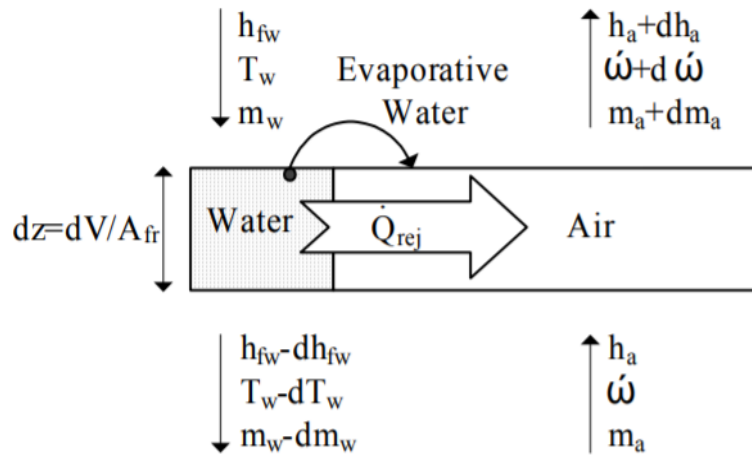 h_fw
T_w
m_w
Evaporative
Water
h_a+dh_a
ώ+d ώ
m_a+dm_a
dz=dV/A_fr
Water
Q̇_rej
Air
h_fw-dh_fw
T_w-dT_w
m_w-dm_w
h_a
ώ
m_a